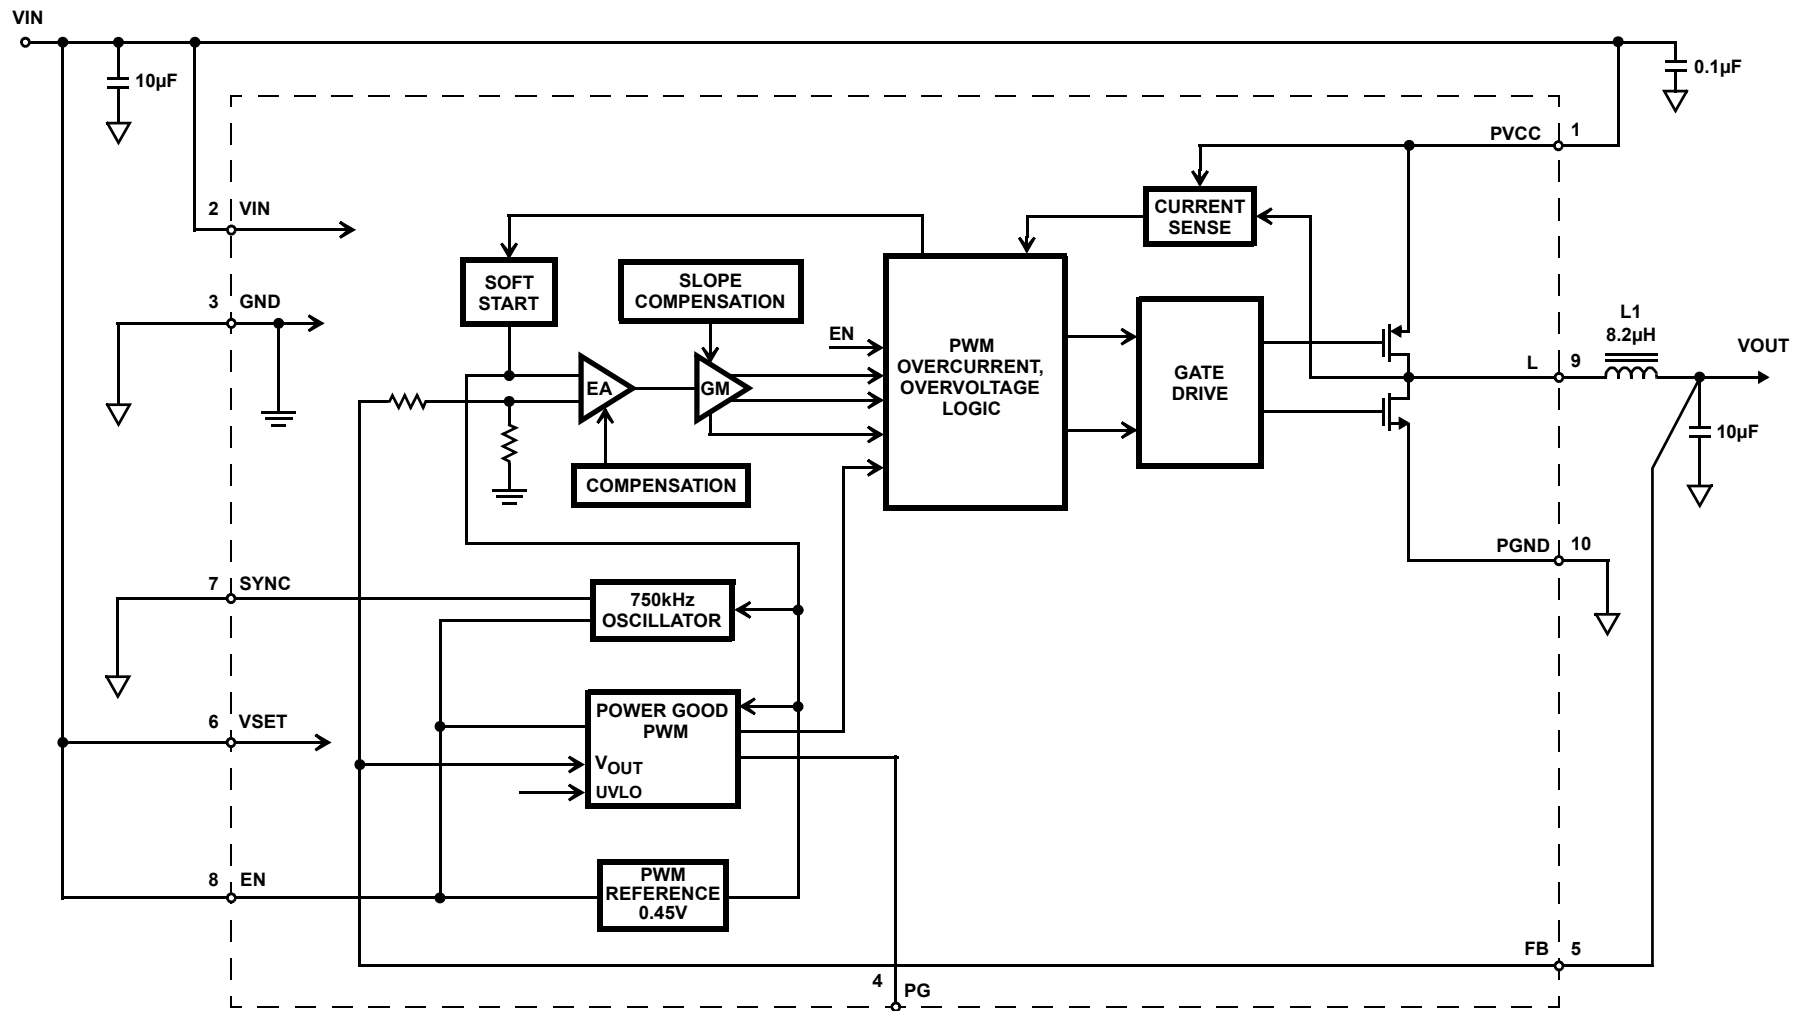 VIN
10µF
0.1µF
PVCC
1
2
VIN
CURRENT
SENSE
3
GND
SOFT
START
SLOPE
COMPENSATION
EN
PWM
OVERCURRENT,
OVERVOLTAGE
LOGIC
GATE
DRIVE
L1
8.2µH
VOUT
L
9
EA
GM
10µF
COMPENSATION
PGND
10
7
SYNC
750kHz
OSCILLATOR
6
VSET
POWER GOOD
PWM
VOUT
UVLO
8
EN
PWM
REFERENCE
0.45V
FB
5
4
PG